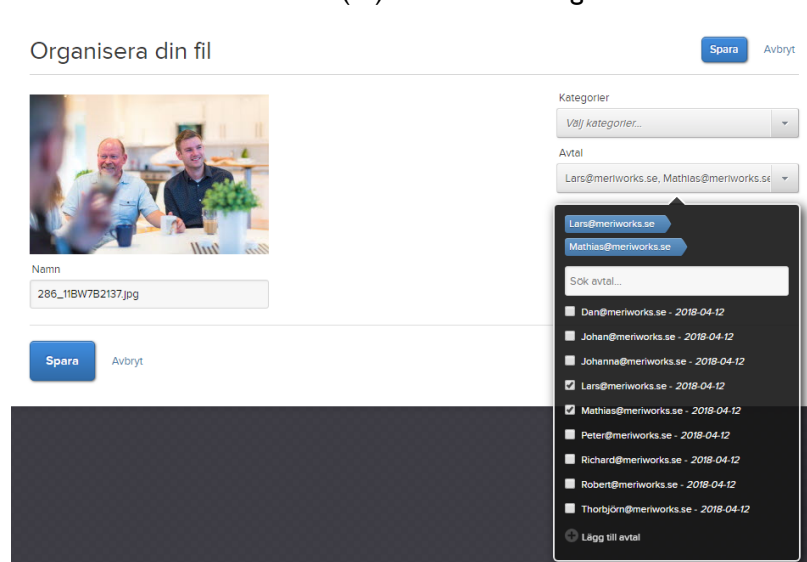 Organisera din fil
Spara
Avbryt
Kategorier
Välj kategorier...
Avtal
Lars@meriworks.se, Mathias@meriworks.se
Lars@meriworks.se
Mathias@meriworks.se
Sök avtal...
Dan@meriworks.se - 2018-04-12
Johan@meriworks.se - 2018-04-12
Johanna@meriworks.se - 2018-04-12
Lars@meriworks.se - 2018-04-12
Mathias@meriworks.se - 2018-04-12
Peter@meriworks.se - 2018-04-12
Richard@meriworks.se - 2018-04-12
Robert@meriworks.se - 2018-04-12
Thorbjörn@meriworks.se - 2018-04-12
Lägg till avtal
Namn
286_11BW7B2137.jpg
Spara
Avbryt